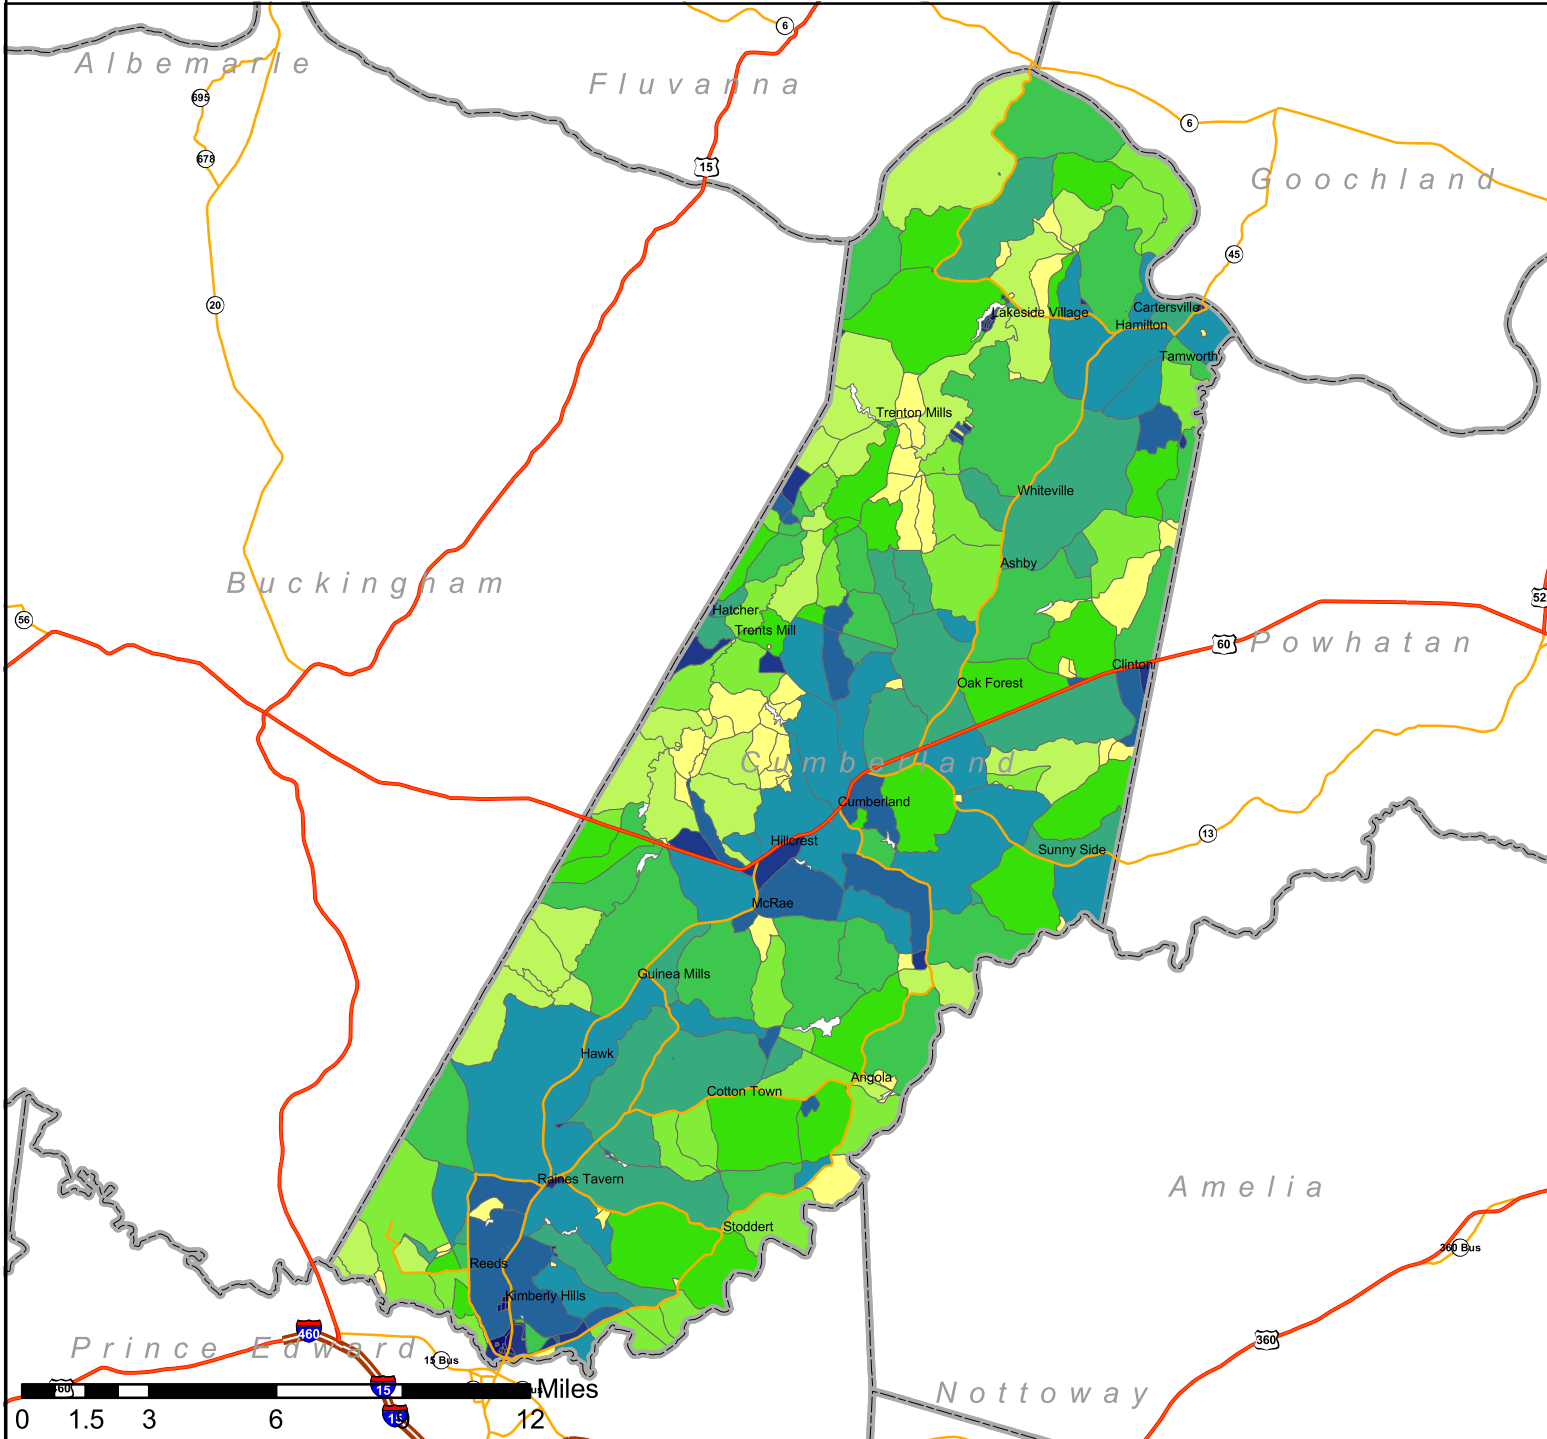 6
Albemarle
Fluvanna
695
6
678
15
Goochland
45
20
Cartersville
Lakeside Village
Hamilton
Tamworth
Trenton Mills
Whiteville
Ashby
Buckingham
52
Hatcher
56
Trents Mill
60
Powhatan
Clinton
Oak Forest
Cumberland
Cumberland
13
Hillcrest
Sunny Side
McRae
Guinea Mills
Hawk
Angola
Cotton Town
Raines Tavern
Amelia
Stoddert
360 Bus
Reeds
Kimberly Hills
460
360
Prince Edward
15 Bus
15
Miles
Nottoway
15
0 1.5 3 6 12